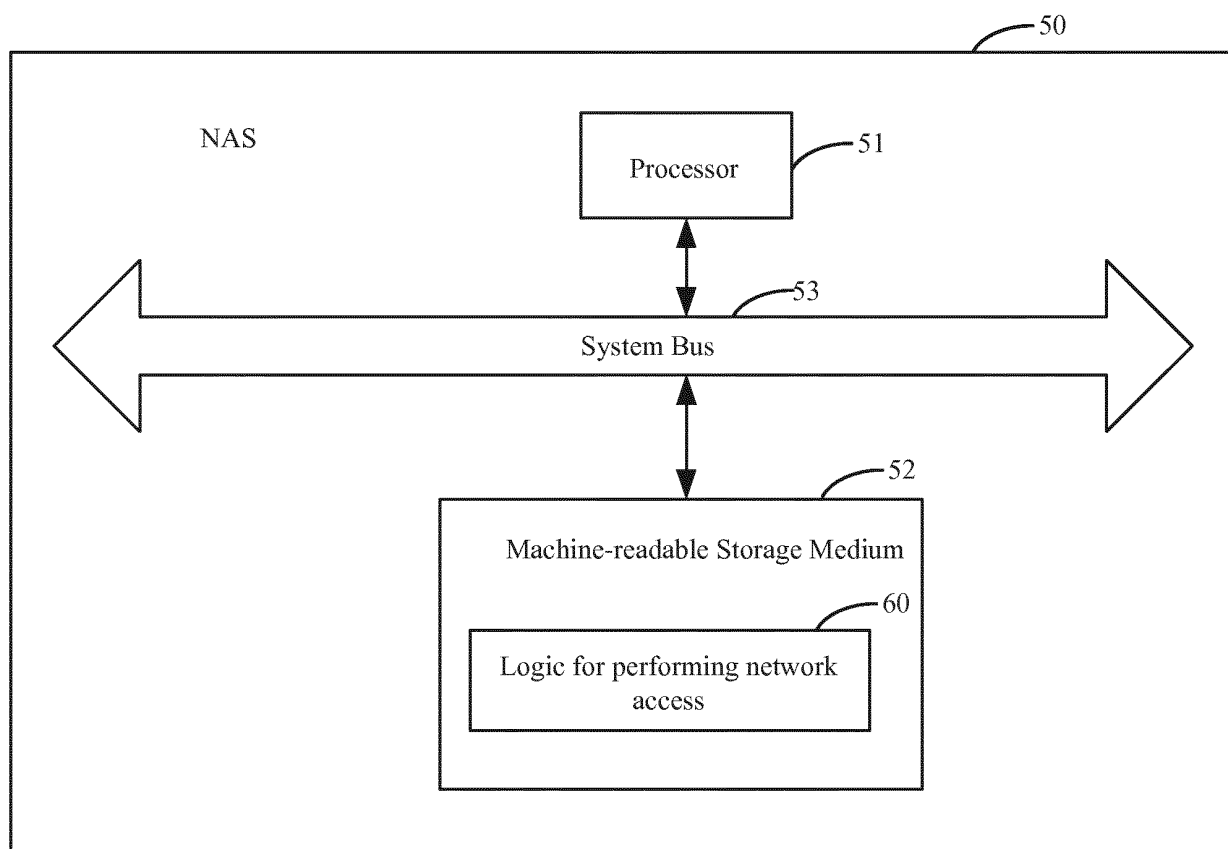 50
NAS
51
Processor
53
System Bus
52
Machine-readable Storage Medium
60
Logic for performing network
access